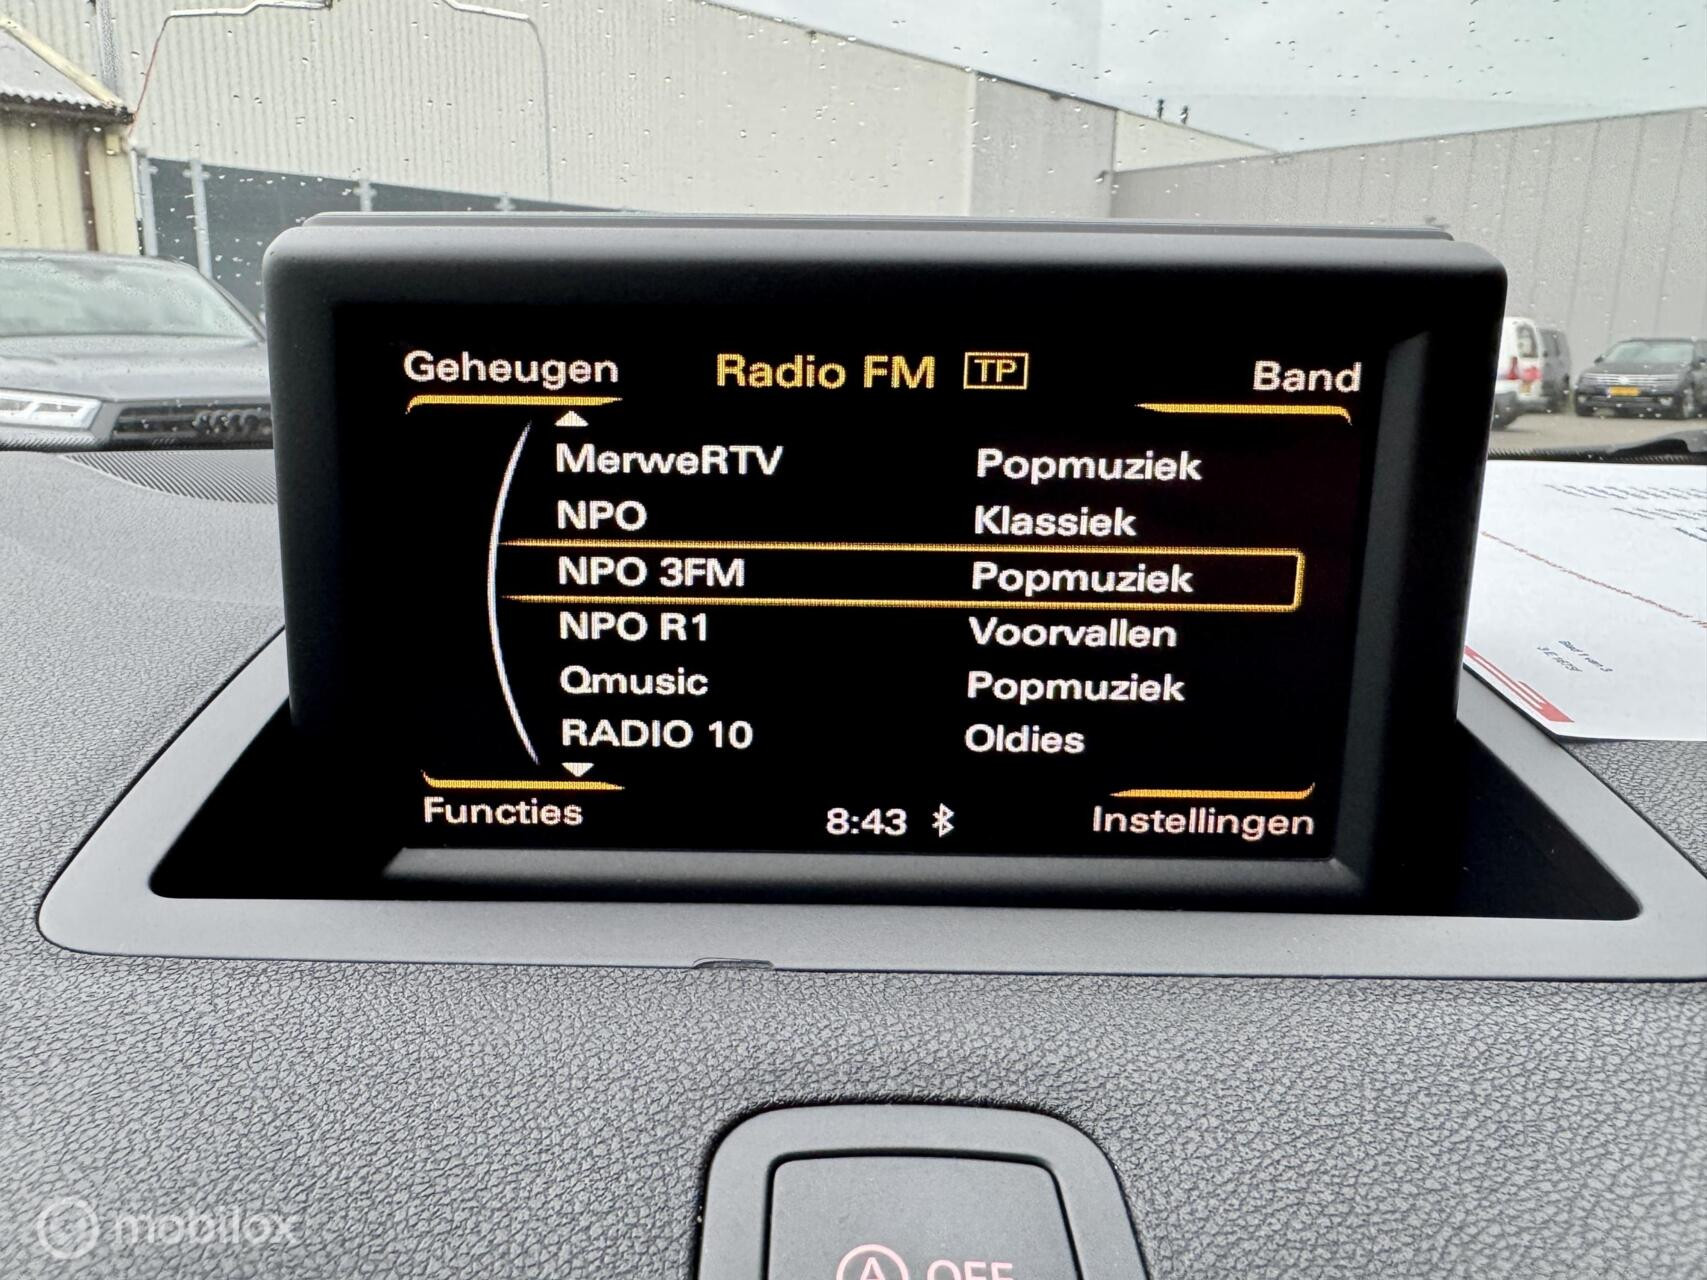 Geheugen Radio FM TP Band
MerweRTV Popmuziek
NPO Klassiek
NPO 3FM Popmuziek
NPO R1 Voorvallen
Qmusic Popmuziek
RADIO 10 Oldies
Functies 8:43 Instellingen
A OFF
mobilox